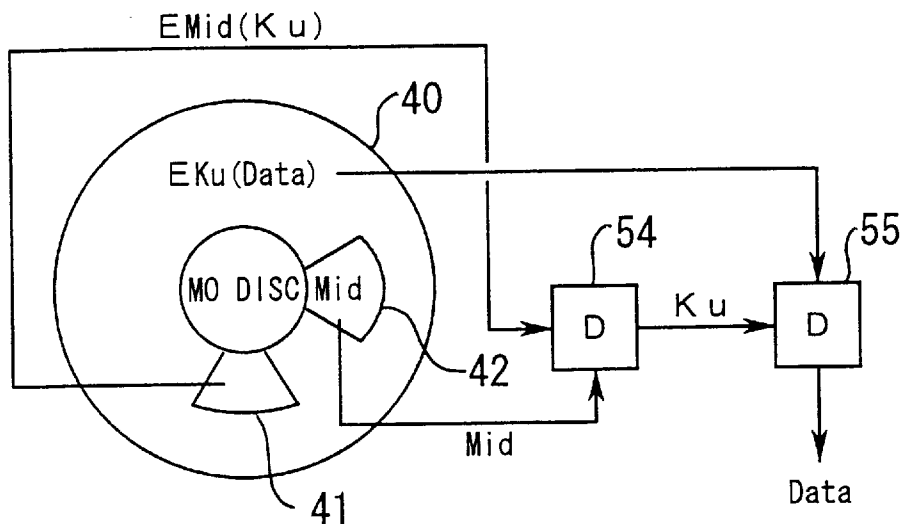 EMid(Ku)
40
EKu(Data)
54
55
MO DISC
Mid
D
Ku
D
42
Mid
41
Data